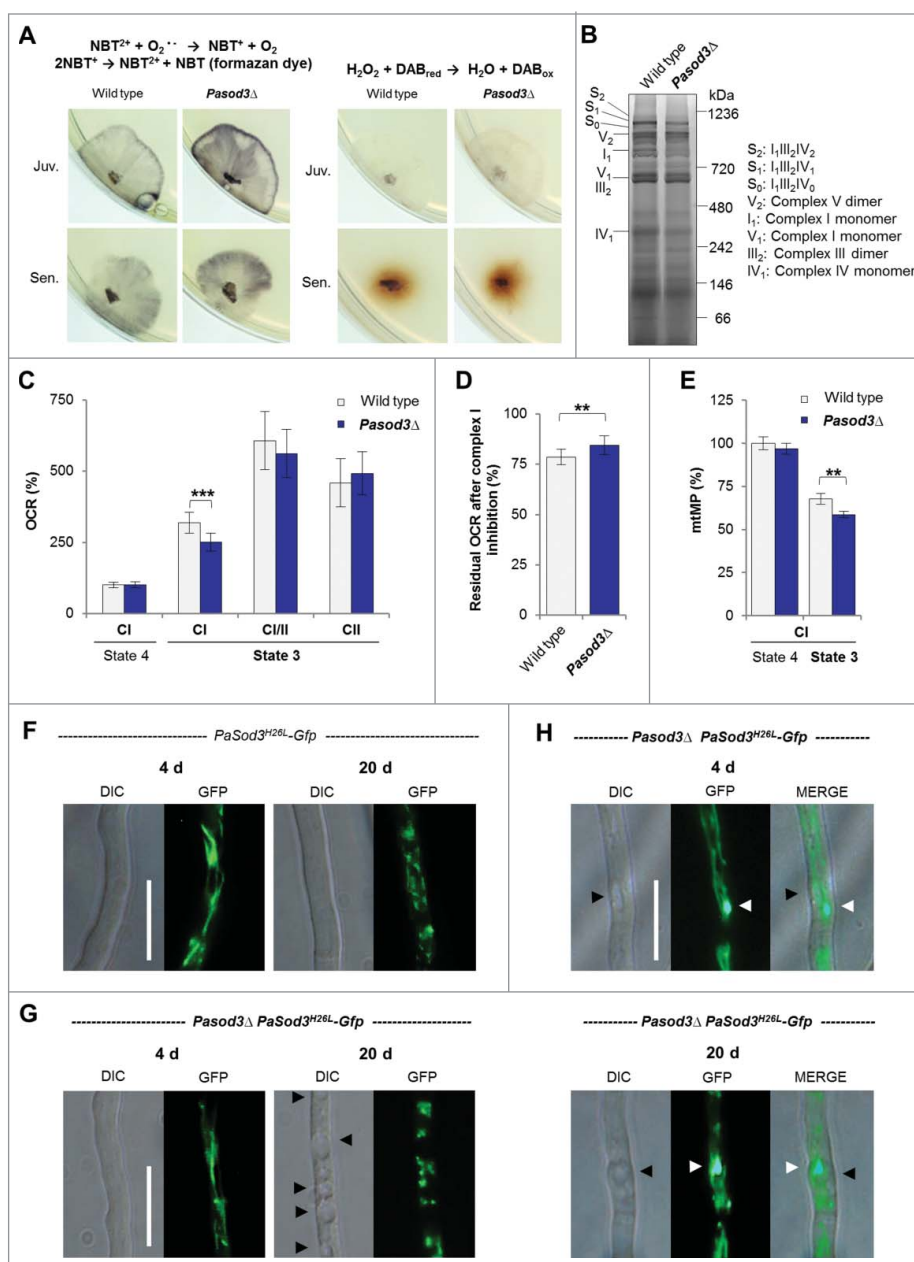 A
NBT²⁺ + O₂˙⁻ → NBT⁺ + O₂
2NBT⁺ → NBT²⁺ + NBT (formazan dye)
H₂O₂ + DABred → H₂O + DABox
Wild type Pasod3Δ Wild type Pasod3Δ
Juv. Juv.
Sen. Sen.
B
Wild type Pasod3Δ
kDa
S₂
S₁
S₀
V₂
I₁
V₁
III₂
IV₁
1236
720
480
242
146
66
S₂: I₁III₂IV₂
S₁: I₁III₂IV₁
S₀: I₁III₂IV₀
V₂: Complex V dimer
I₁: Complex I monomer
V₁: Complex I monomer
III₂: Complex III dimer
IV₁: Complex IV monomer
C
OCR (%)
750
500
250
0
Wild type
Pasod3Δ
***
CI CI CI/II CII
State 4 State 3
D
Residual OCR after complex I inhibition (%)
100
75
50
25
0
**
Wild type Pasod3Δ
E
mtMP (%)
125
100
75
50
25
0
Wild type
Pasod3Δ
**
CI
State 4 State 3
F
PaSod3ᴴ²⁶ᴸ-Gfp
4 d 20 d
DIC GFP DIC GFP
H
Pasod3Δ PaSod3ᴴ²⁶ᴸ-Gfp
4 d
DIC GFP MERGE
G
Pasod3Δ PaSod3ᴴ²⁶ᴸ-Gfp
4 d 20 d
DIC GFP DIC GFP
Pasod3Δ PaSod3ᴴ²⁶ᴸ-Gfp
20 d
DIC GFP MERGE